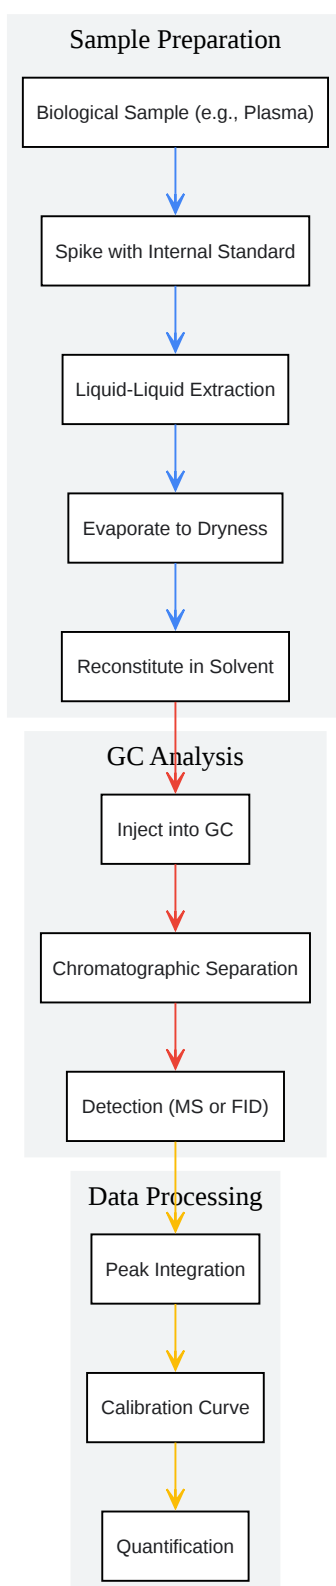 Sample Preparation
Biological Sample (e.g., Plasma)
Spike with Internal Standard
Liquid-Liquid Extraction
Evaporate to Dryness
Reconstitute in Solvent
GC Analysis
Inject into GC
Chromatographic Separation
Detection (MS or FID)
Data Processing
Peak Integration
Calibration Curve
Quantification